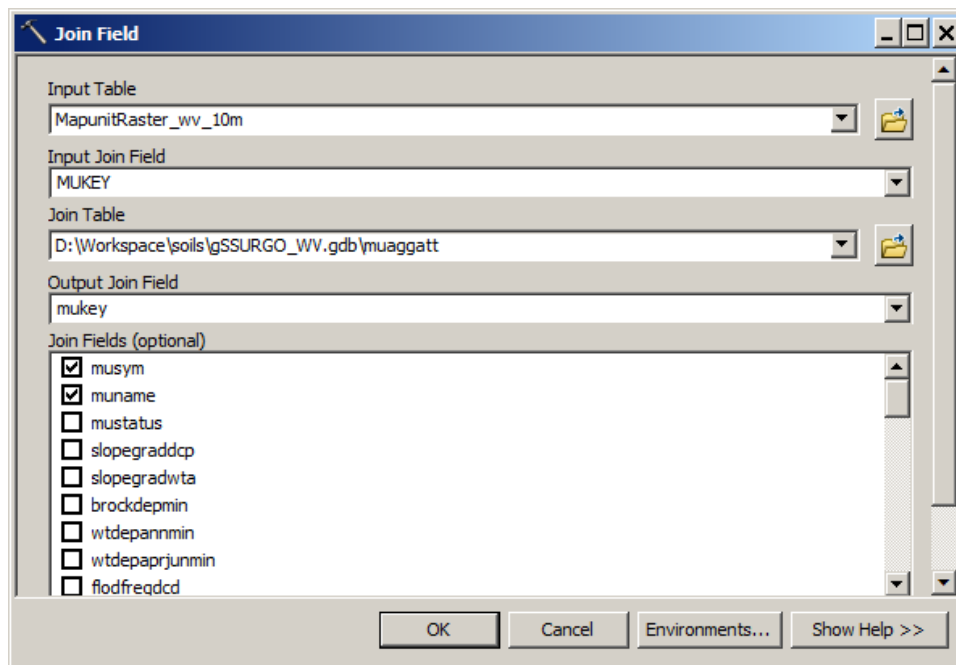 Join Field
Input Table
MapunitRaster_wv_10m
Input Join Field
MUKEY
Join Table
D:\Workspace\soils\gSSURGO_WV.gdb\muaggatt
Output Join Field
mukey
Join Fields (optional)
musym
muname
mustatus
slopegraddcp
slopegradwta
brockdepmin
wtdepannmin
wtdepaprjunmin
flodfreqdcd
OK Cancel Environments... Show Help >>